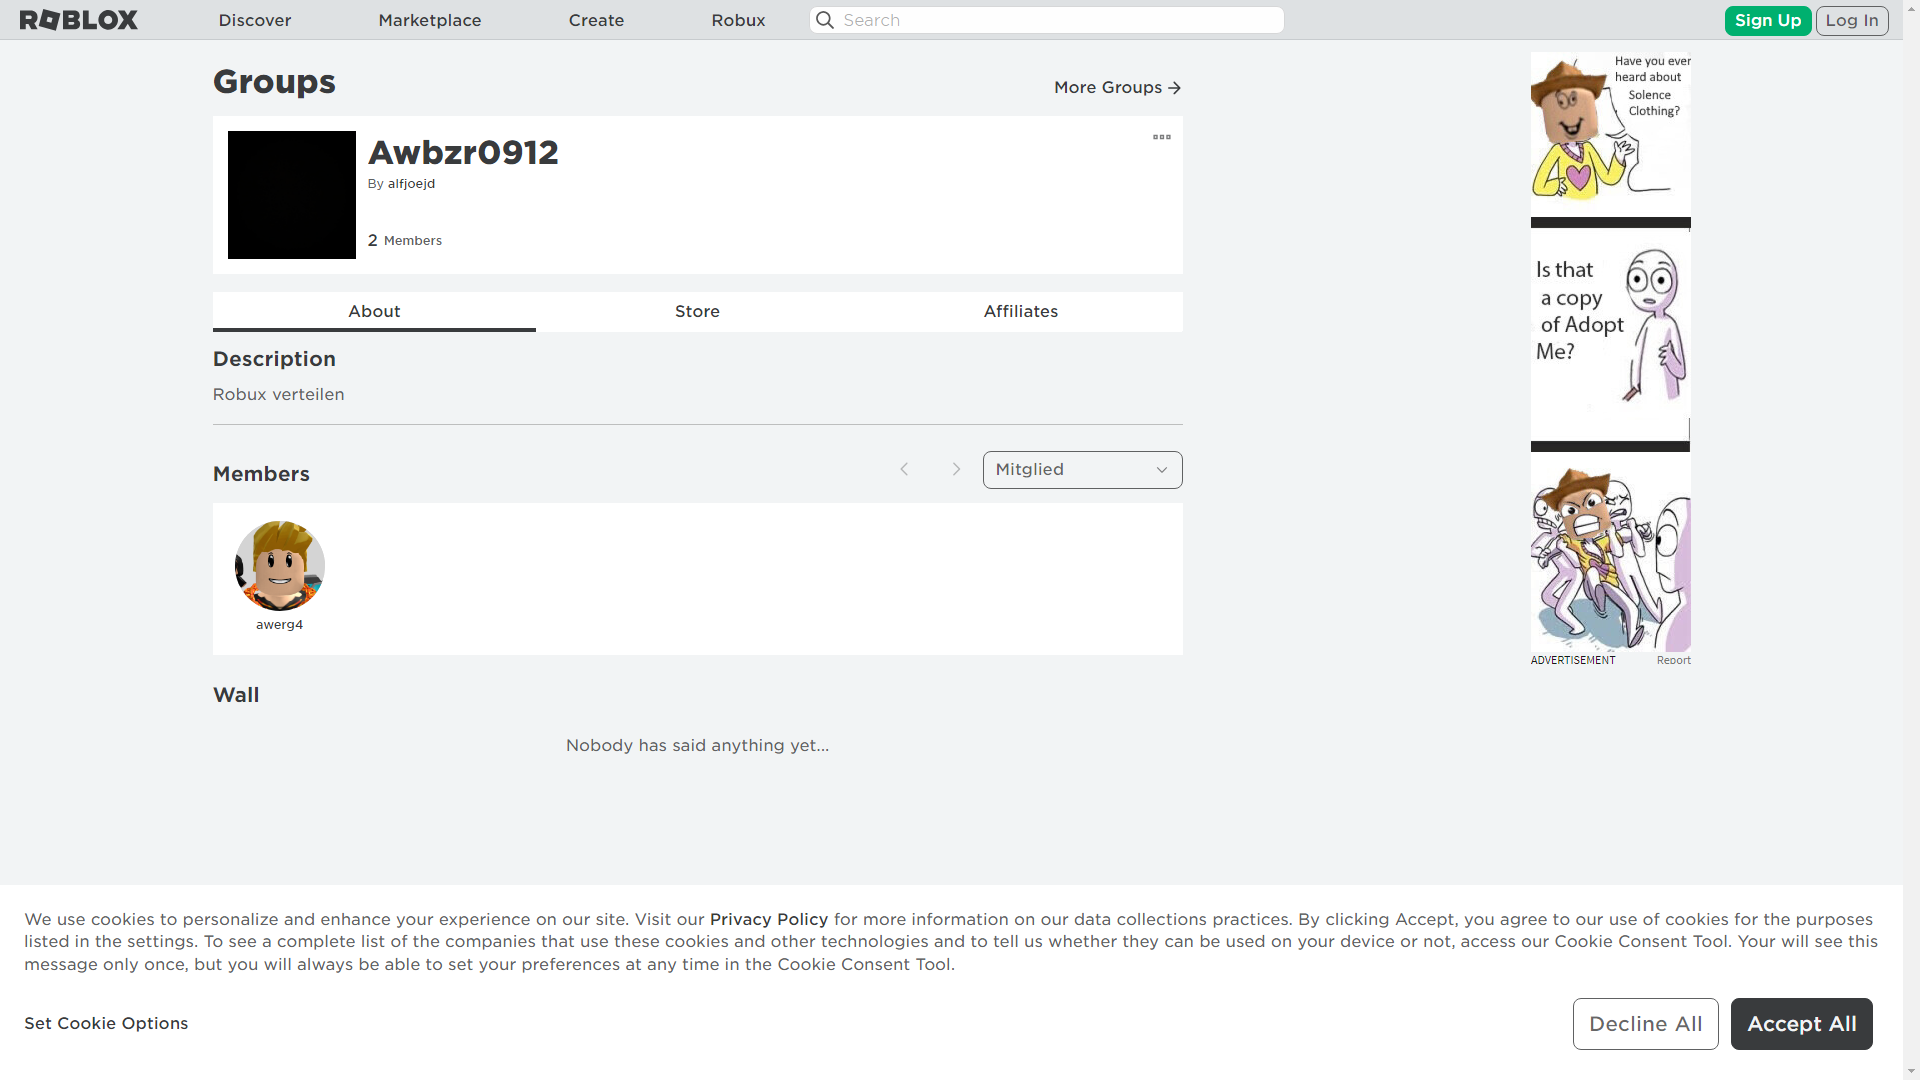 ROBLOX
Discover
Marketplace
Create
Robux
Search
Sign Up
Log In
Groups
More Groups
Awbzr0912
By alfjoejd
2 Members
About
Store
Affiliates
Description
Robux verteilen
Members
Mitglied
awerg4
Wall
Nobody has said anything yet...
Have you ever
heard about
Solence
Clothing?
Is that
a copy
of Adopt
Me?
ADVERTISEMENT
Report
We use cookies to personalize and enhance your experience on our site. Visit our Privacy Policy for more information on our data collections practices. By clicking Accept, you agree to our use of cookies for the purposes
listed in the settings. To see a complete list of the companies that use these cookies and other technologies and to tell us whether they can be used on your device or not, access our Cookie Consent Tool. Your will see this
message only once, but you will always be able to set your preferences at any time in the Cookie Consent Tool.
Set Cookie Options
Decline All
Accept All